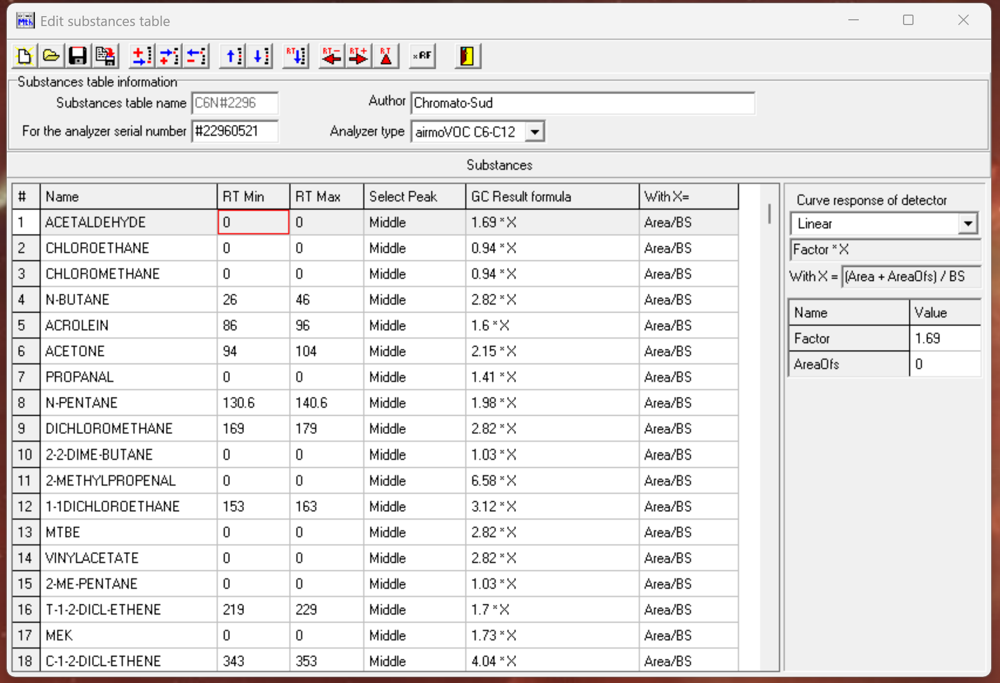 Mth Edit substances table
RT RT- RT+ RT ×RF
Substances table information
Substances table name C6N#2296 Author Chromato-Sud
For the analyzer serial number #22960521 Analyzer type airmoVOC C6-C12
Substances
# Name RT Min RT Max Select Peak GC Result formula With X=
1 ACETALDEHYDE 0 0 Middle 1.69 * X Area/BS
2 CHLOROETHANE 0 0 Middle 0.94 * X Area/BS
3 CHLOROMETHANE 0 0 Middle 0.94 * X Area/BS
4 N-BUTANE 26 46 Middle 2.82 * X Area/BS
5 ACROLEIN 86 96 Middle 1.6 * X Area/BS
6 ACETONE 94 104 Middle 2.15 * X Area/BS
7 PROPANAL 0 0 Middle 1.41 * X Area/BS
8 N-PENTANE 130.6 140.6 Middle 1.98 * X Area/BS
9 DICHLOROMETHANE 169 179 Middle 2.82 * X Area/BS
10 2-2-DIME-BUTANE 0 0 Middle 1.03 * X Area/BS
11 2-METHYLPROPENAL 0 0 Middle 6.58 * X Area/BS
12 1-1DICHLOROETHANE 153 163 Middle 3.12 * X Area/BS
13 MTBE 0 0 Middle 2.82 * X Area/BS
14 VINYLACETATE 0 0 Middle 2.82 * X Area/BS
15 2-ME-PENTANE 0 0 Middle 1.03 * X Area/BS
16 T-1-2-DICL-ETHENE 219 229 Middle 1.7 * X Area/BS
17 MEK 0 0 Middle 1.73 * X Area/BS
18 C-1-2-DICL-ETHENE 343 353 Middle 4.04 * X Area/BS
Curve response of detector
Linear
Factor * X
With X = (Area + AreaOfs) / BS
Name Value
Factor 1.69
AreaOfs 0